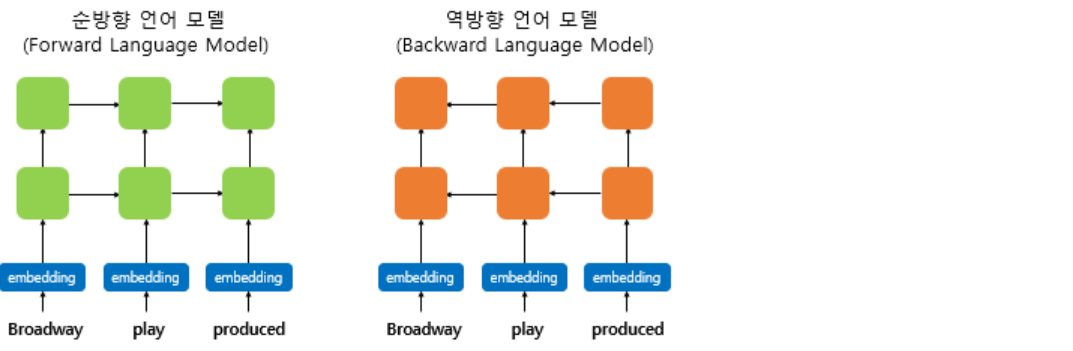 순방향 언어 모델
(Forward Language Model)
역방향 언어 모델
(Backward Language Model)
embedding embedding embedding
embedding embedding embedding
Broadway play produced
Broadway play produced